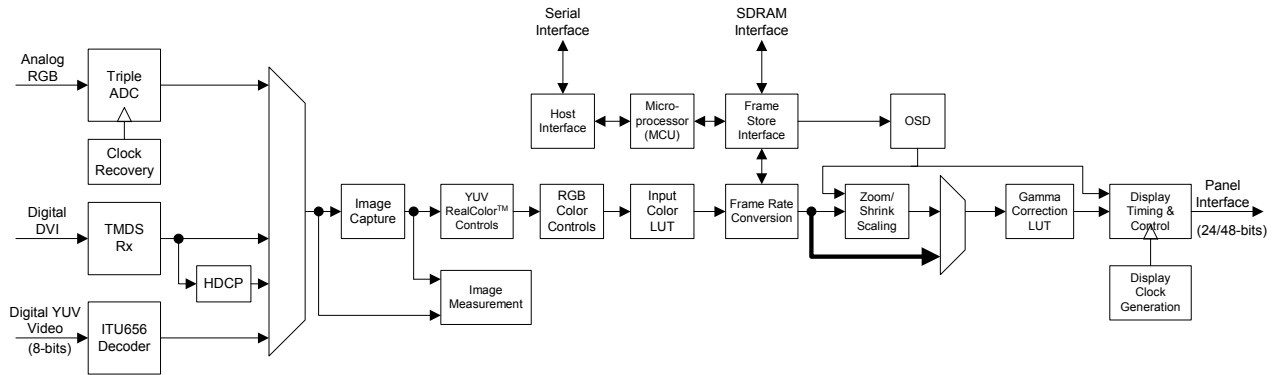 Serial
Interface
SDRAM
Interface
Analog
RGB
Triple
ADC
Clock
Recovery
Host
Interface
Micro-
processor
(MCU)
Frame
Store
Interface
OSD
Digital
DVI
TMDS
Rx
HDCP
Image
Capture
YUV
RealColor™
Controls
RGB
Color
Controls
Input
Color
LUT
Frame Rate
Conversion
Zoom/
Shrink
Scaling
Gamma
Correction
LUT
Display
Timing &
Control
Panel
Interface
(24/48-bits)
Image
Measurement
Display
Clock
Generation
Digital YUV
Video
(8-bits)
ITU656
Decoder